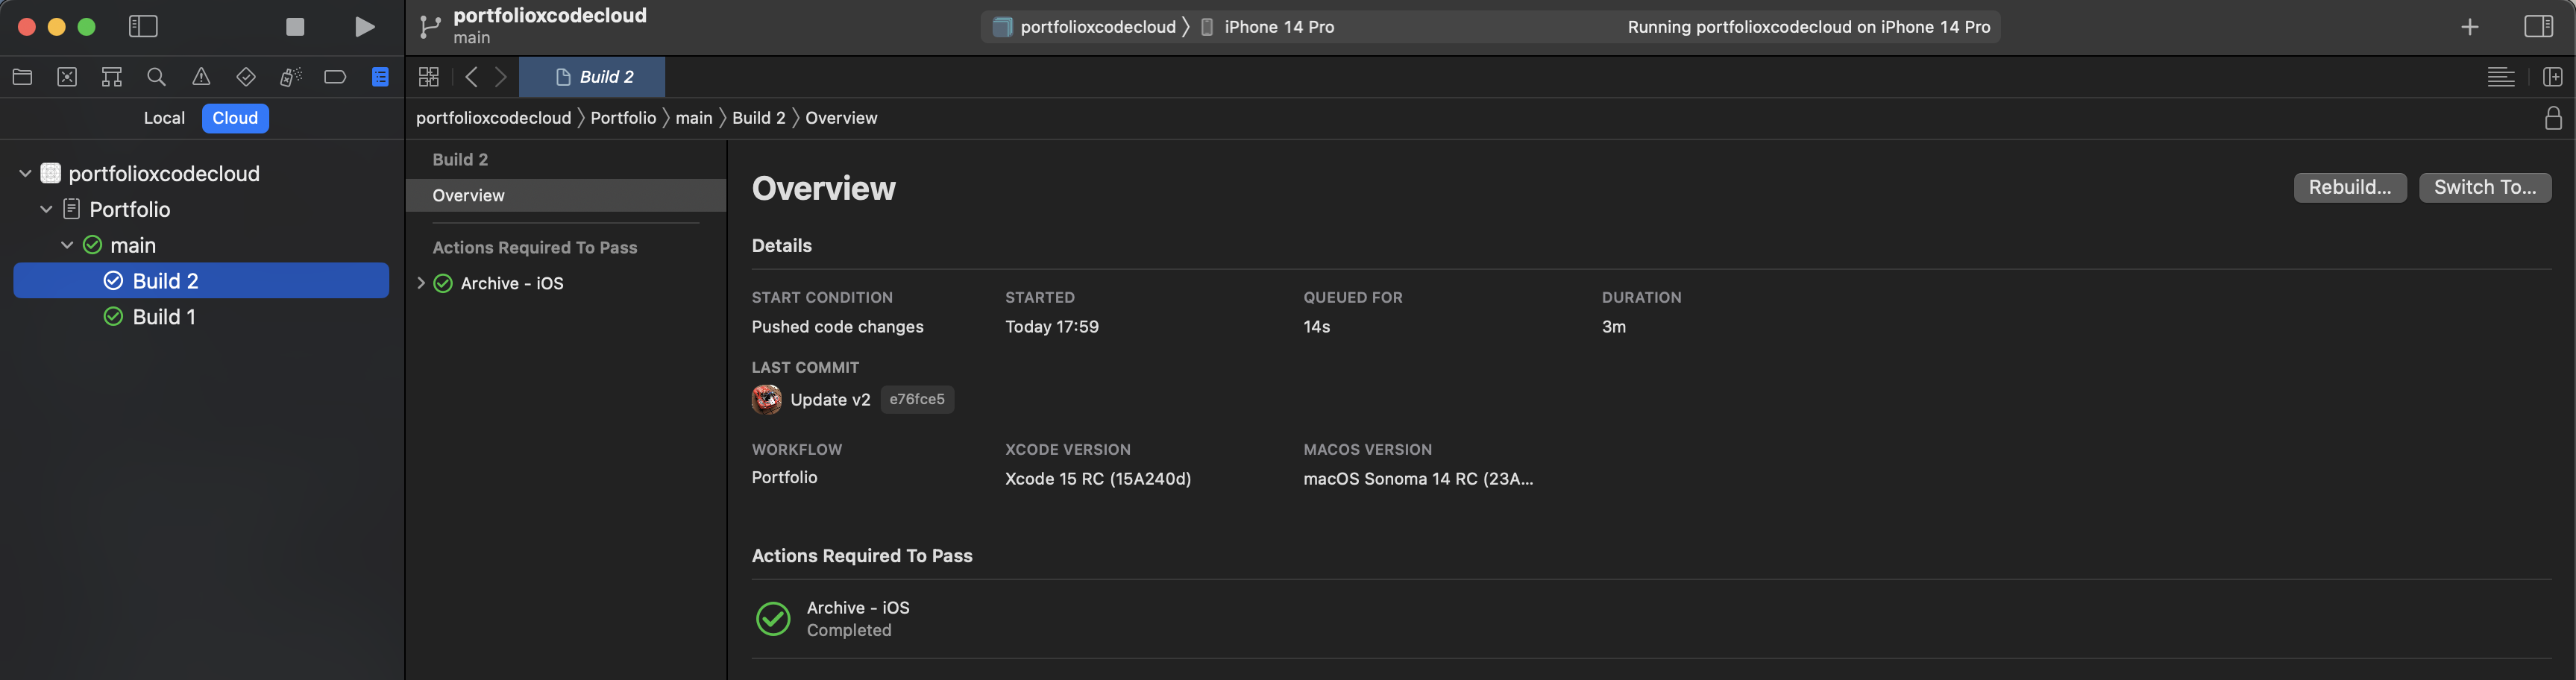 portfolioxcodecloud
main
portfolioxcodecloud
iPhone 14 Pro
Running portfolioxcodecloud on iPhone 14 Pro
Build 2
Local
Cloud
portfolioxcodecloud
Portfolio
main
Build 2
Overview
portfolioxcodecloud
Portfolio
main
Build 2
Build 1
Build 2
Overview
Actions Required To Pass
Archive - iOS
Overview
Rebuild...
Switch To...
Details
START CONDITION
STARTED
QUEUED FOR
DURATION
Pushed code changes
Today 17:59
14s
3m
LAST COMMIT
Update v2
e76fce5
WORKFLOW
XCODE VERSION
MACOS VERSION
Portfolio
Xcode 15 RC (15A240d)
macOS Sonoma 14 RC (23A...
Actions Required To Pass
Archive - iOS
Completed